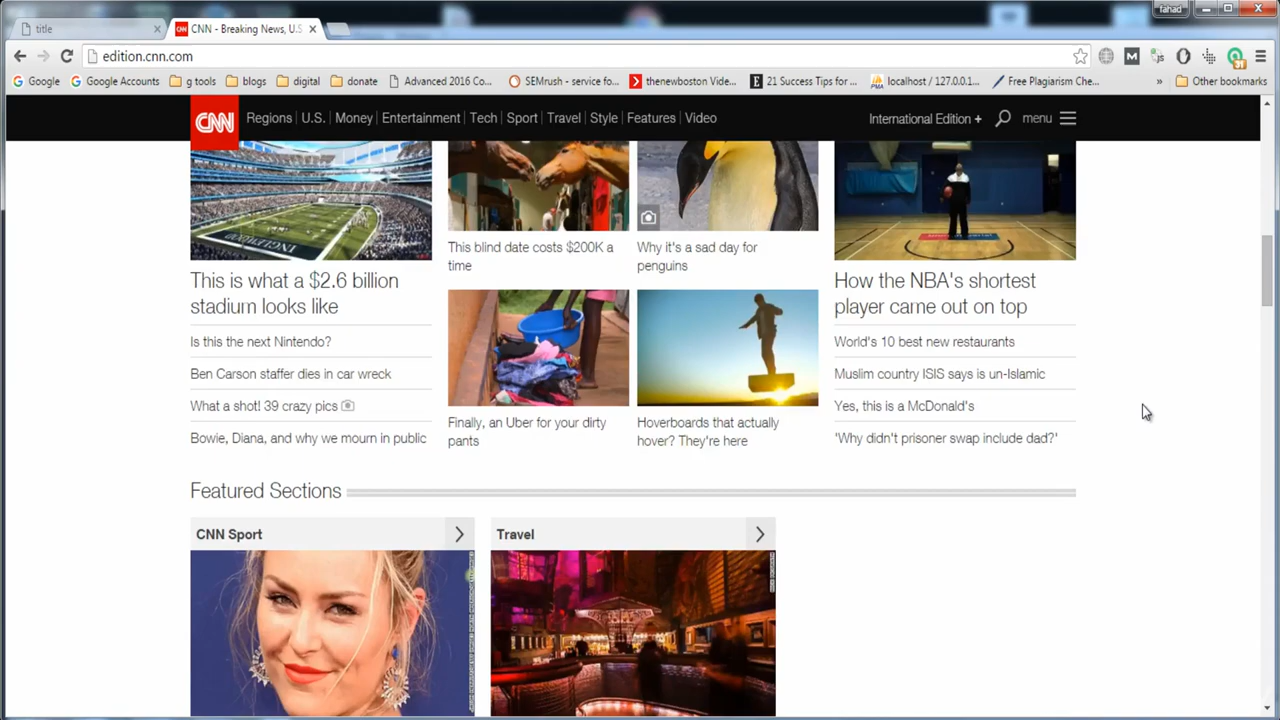 fahad
title
CNN - Breaking News, U.S
edition.cnn.com
Google
Google Accounts
g tools
blogs
digital
donate
Advanced 2016 Co...
SEMrush - service fo...
thenewboston Vide...
21 Success Tips for ...
localhost / 127.0.0.1...
Free Plagiarism Che...
»
Other bookmarks
CNN
Regions
U.S.
Money
Entertainment
Tech
Sport
Travel
Style
Features
Video
International Edition +
menu
INGLEWOOD
This is what a $2.6 billion
stadium looks like
Is this the next Nintendo?
Ben Carson staffer dies in car wreck
What a shot! 39 crazy pics
Bowie, Diana, and why we mourn in public
This blind date costs $200K a
time
Why it's a sad day for
penguins
Finally, an Uber for your dirty
pants
Hoverboards that actually
hover? They're here
How the NBA's shortest
player came out on top
World's 10 best new restaurants
Muslim country ISIS says is un-Islamic
Yes, this is a McDonald's
'Why didn't prisoner swap include dad?'
Featured Sections
CNN Sport
Travel